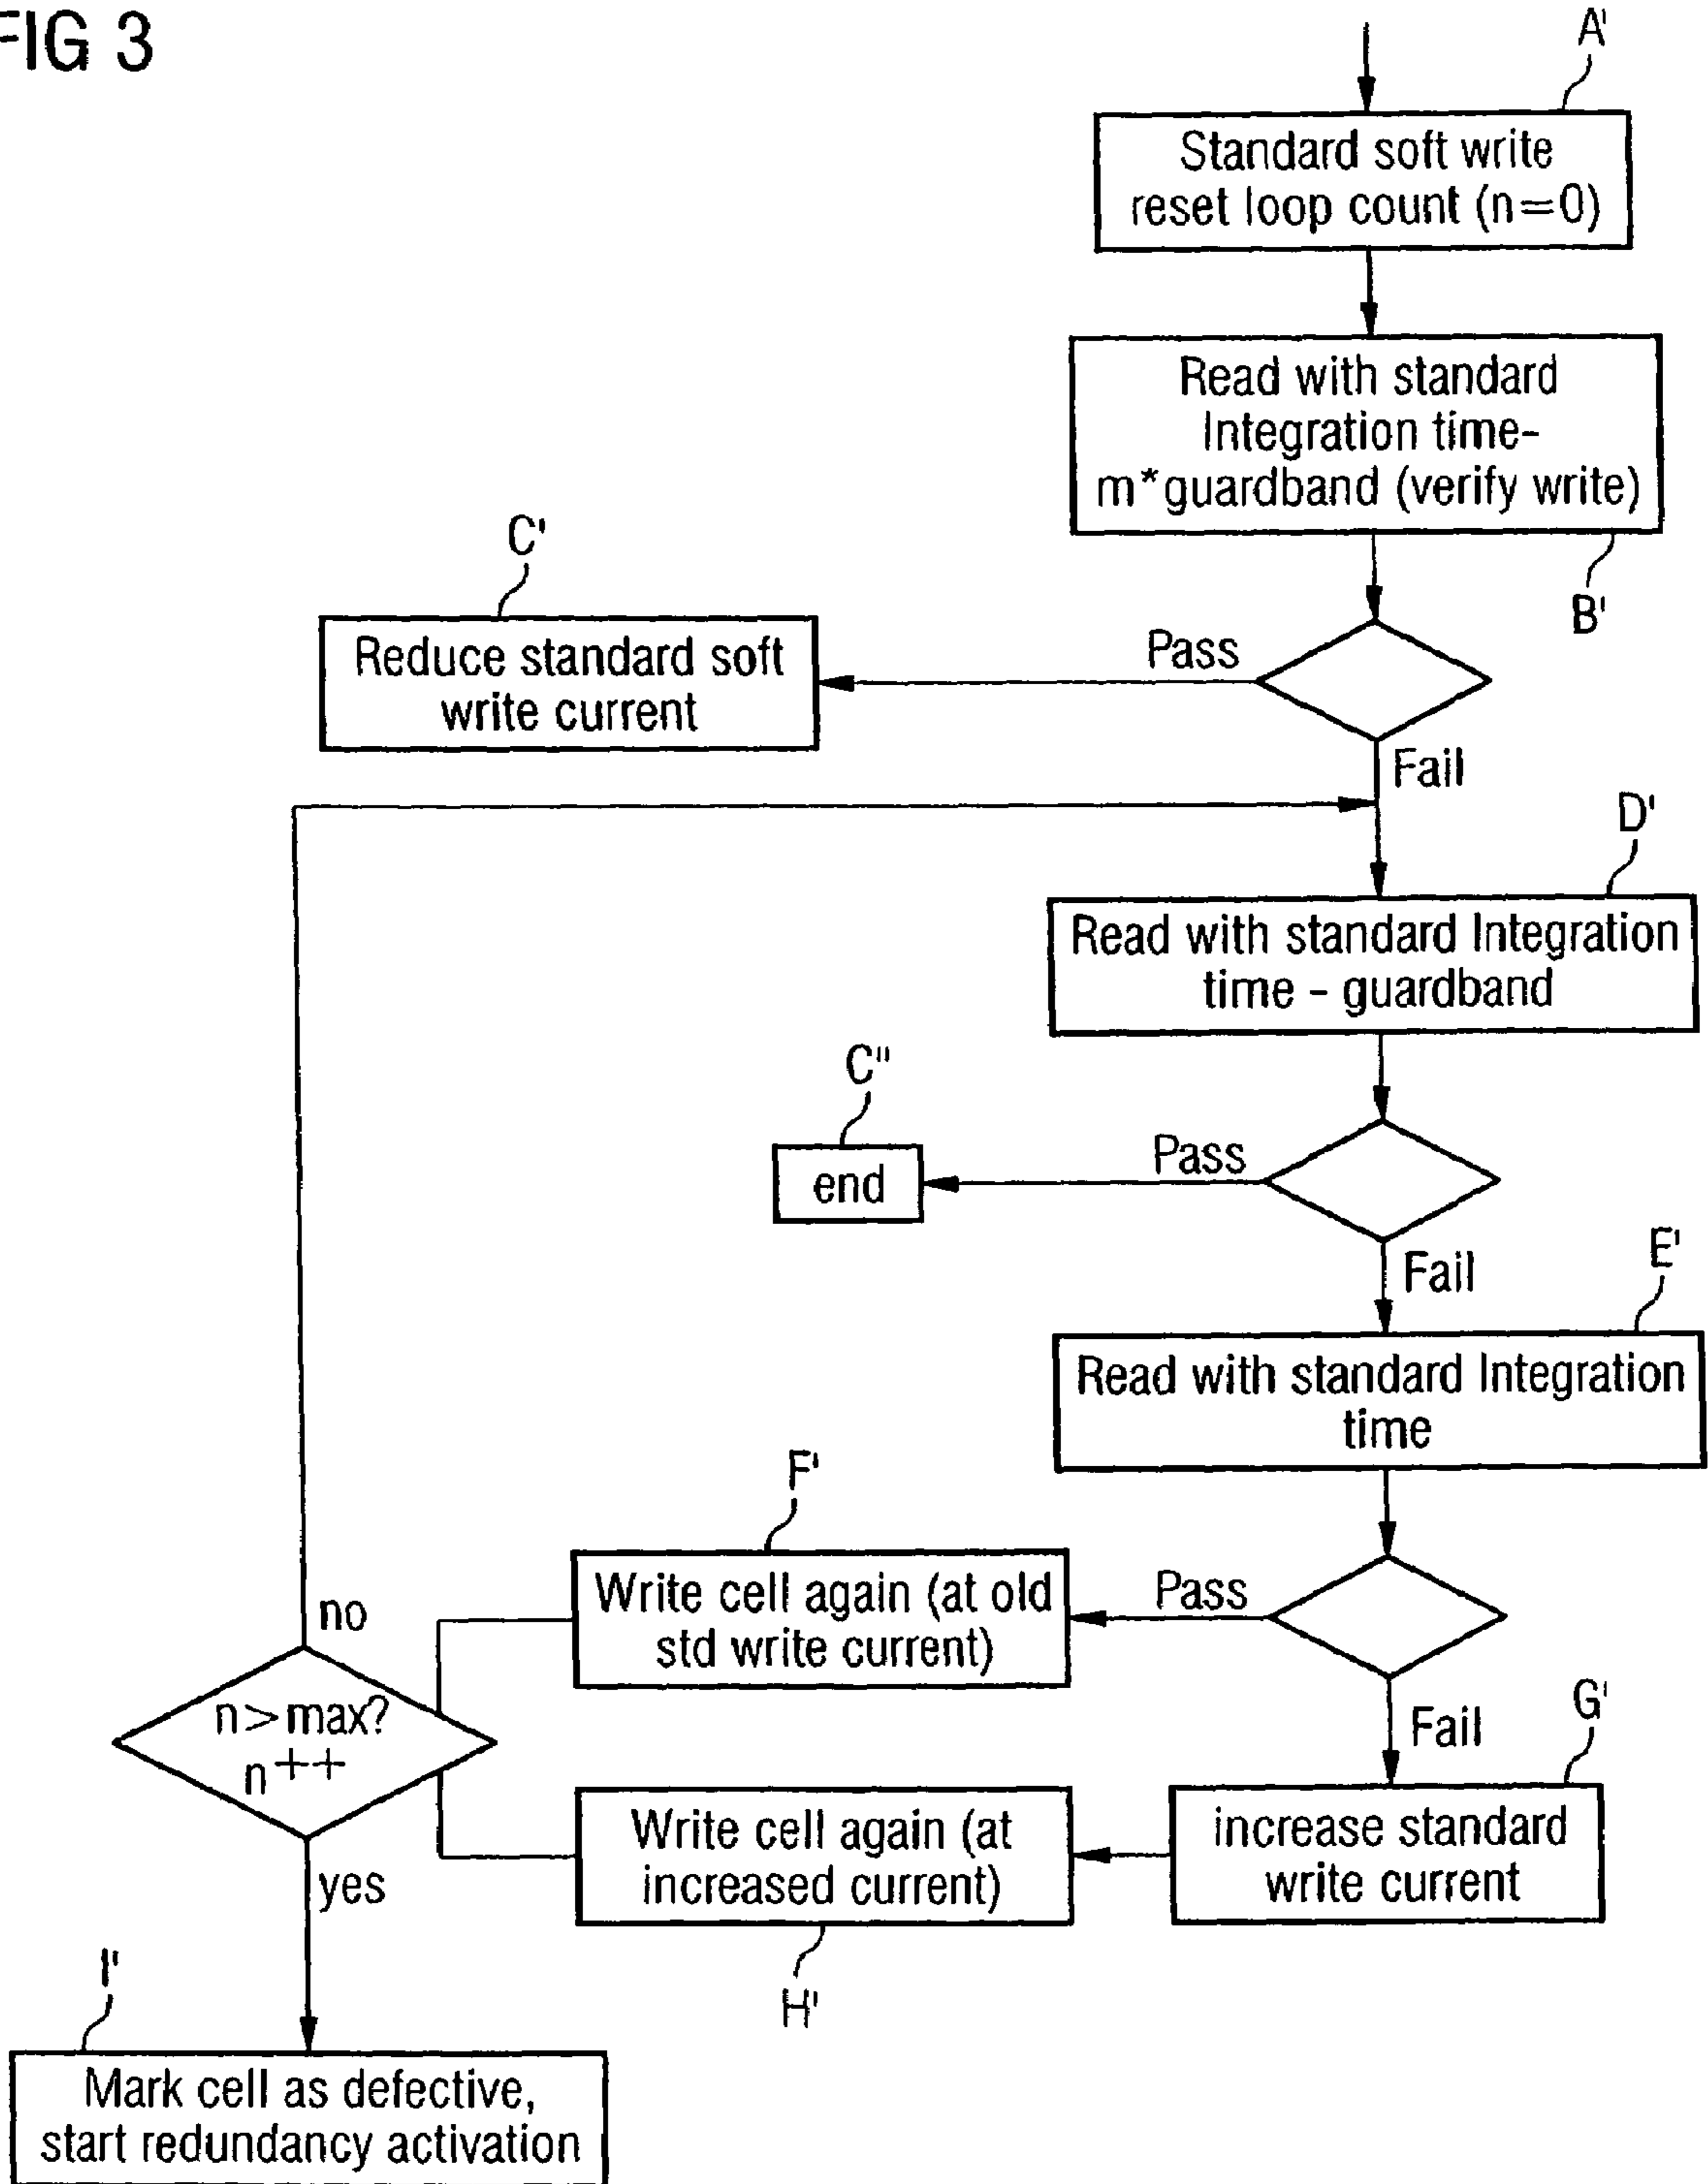 FIG 3
A'
Standard soft write
reset loop count (n=0)
Read with standard
Integration time-
m*guardband (verify write)
B'
C'
Reduce standard soft
write current
Pass
Fail
D'
Read with standard Integration
time - guardband
C"
end
Pass
Fail
E'
Read with standard Integration
time
F'
Write cell again (at old
std write current)
Pass
Fail
no
n>max?
n++
yes
G'
increase standard
write current
Write cell again (at
increased current)
H'
I'
Mark cell as defective,
start redundancy activation